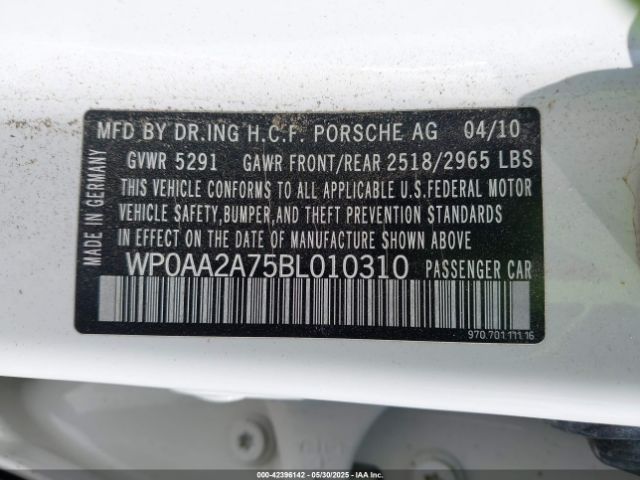 MFD BY DR.ING H.C.F. PORSCHE AG 04/10
GVWR 5291 GAWR FRONT/REAR 2518/2965 LBS
THIS VEHICLE CONFORMS TO ALL APPLICABLE U.S.FEDERAL MOTOR
VEHICLE SAFETY,BUMPER,AND THEFT PREVENTION STANDARDS
IN EFFECT ON THE DATE OF MANUFACTURE SHOWN ABOVE
WP0AA2A75BL010310 PASSENGER CAR
MADE IN GERMANY
970.701.111.16
000-42396142 - 05/30/2025 - IAAI.COM